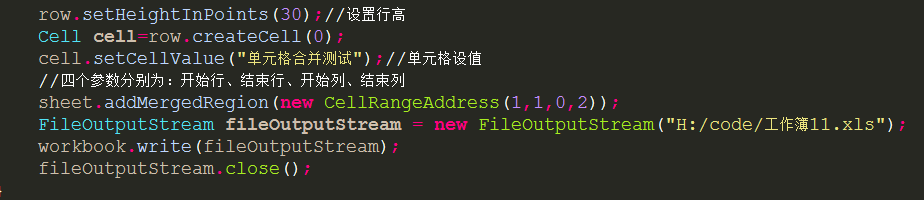 row.setHeightInPoints(30);//设置行高
Cell cell=row.createCell(0);
cell.setCellValue("单元格合并测试");//单元格设值
//四个参数分别为：开始行、结束行、开始列、结束列
sheet.addMergedRegion(new CellRangeAddress(1,1,0,2));
FileOutputStream fileOutputStream = new FileOutputStream("H:/code/工作簿11.xls");
workbook.write(fileOutputStream);
fileOutputStream.close();